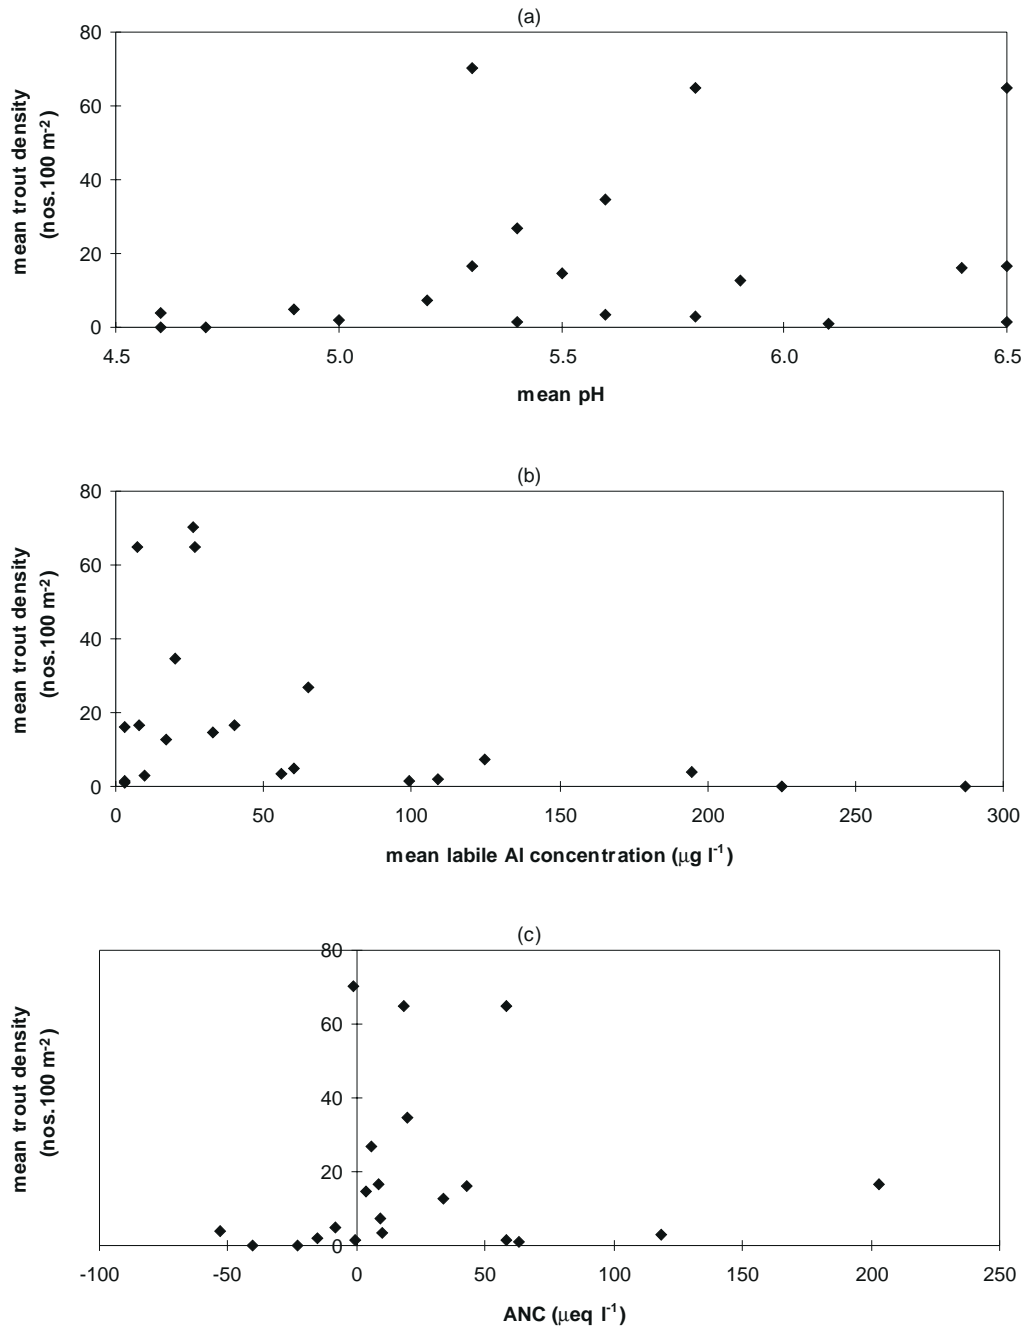 (a)
mean trout density
(nos.100 m-2)
80
60
40
20
0
4.5 5.0 5.5 6.0 6.5
mean pH
(b)
mean trout density
(nos.100 m-2)
80
60
40
20
0
0 50 100 150 200 250 300
mean labile Al concentration (μg l-1)
(c)
mean trout density
(nos.100 m-2)
80
60
40
20
0
-100 -50 0 50 100 150 200 250
ANC (μeq l-1)